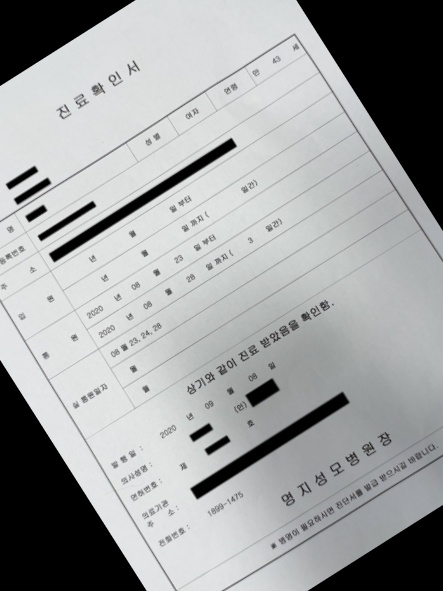 진료확인서
명 성 별 여자 연령 만 43 세
등록번호
주 소
입 원 년 월 일 부터
년 월 일 까지 ( 일간)
통 원 2020 년 08 월 23 일 부터
2020 년 08 월 28 일 까지 ( 3 일간)
실 통원일자 08 월 23, 24, 28
월
월
상기와 같이 진료 받았음을 확인함.
발 행 일 : 2020 년 09 월 08 일
의사성명 : (인)
면허번호 : 제 호
의료기관
주 소 :
전화번호 : 1899-1475
명지성모병원장
※ 병명이 필요하시면 진단서를 발급 받으시길 바랍니다.